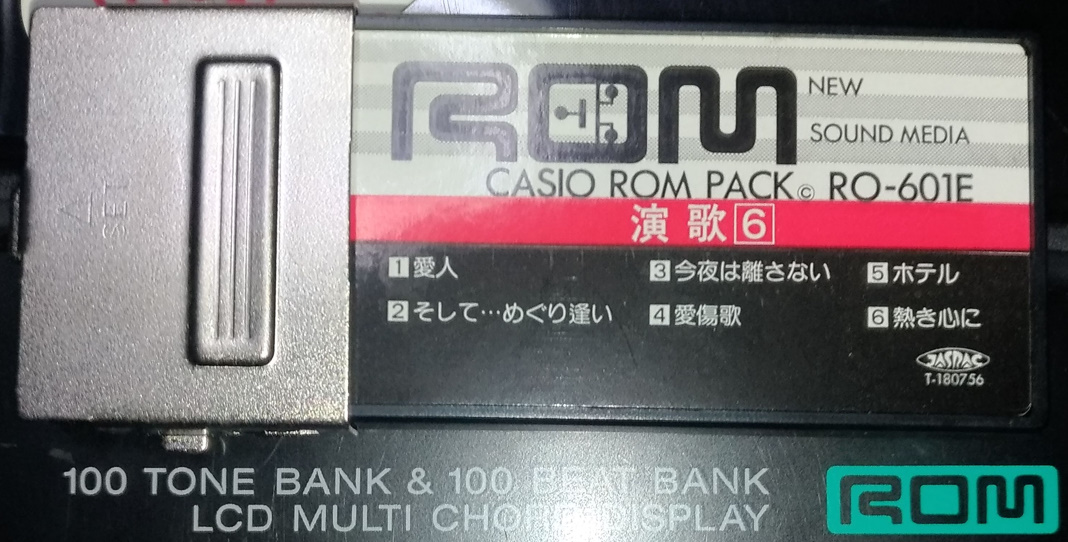 ROM
NEW
SOUND MEDIA
CASIO ROM PACK© RO-601E
演歌6
1 愛人
2 そして…めぐり逢い
3 今夜は離さない
4 愛傷歌
5 ホテル
6 熱き心に
JASRAC
T-180756
100 TONE BANK & 100 BEAT BANK
LCD MULTI CHORD DISPLAY
ROM